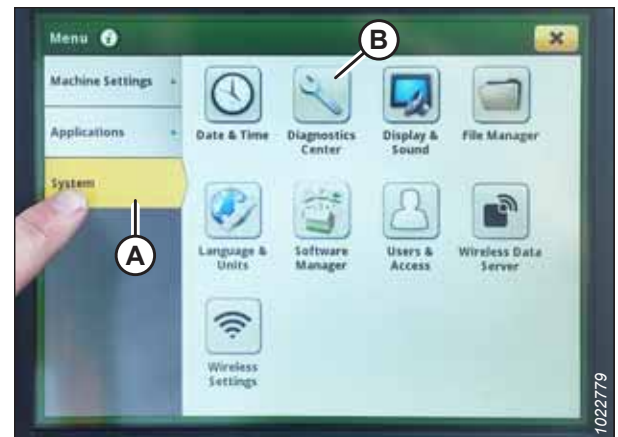 Menu i
B
Machine Settings
Applications
System
A
Date & Time
Diagnostics
Center
Display &
Sound
File Manager
Language &
Units
Software
Manager
Users &
Access
Wireless Data
Server
Wireless
Settings
1022779